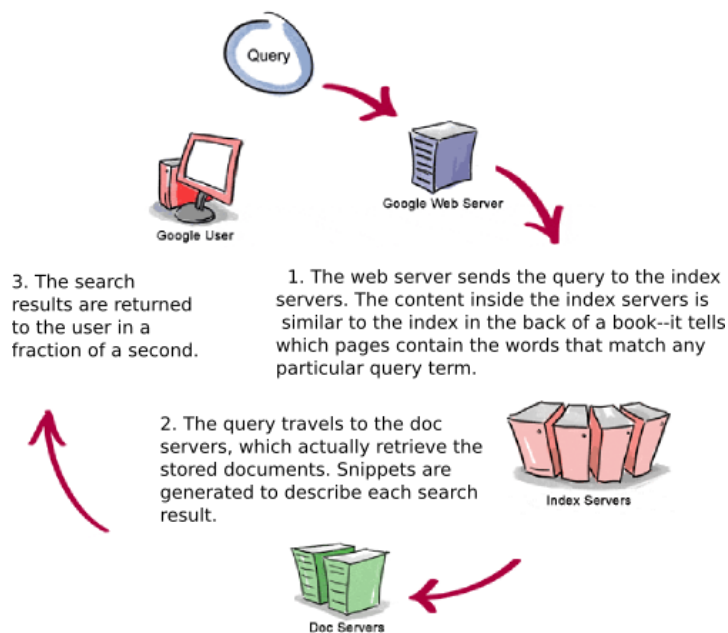 Query
Google Web Server
Google User
1. The web server sends the query to the index
servers. The content inside the index servers is
similar to the index in the back of a book--it tells
which pages contain the words that match any
particular query term.
Index Servers
2. The query travels to the doc
servers, which actually retrieve the
stored documents. Snippets are
generated to describe each search
result.
Doc Servers
3. The search
results are returned
to the user in a
fraction of a second.